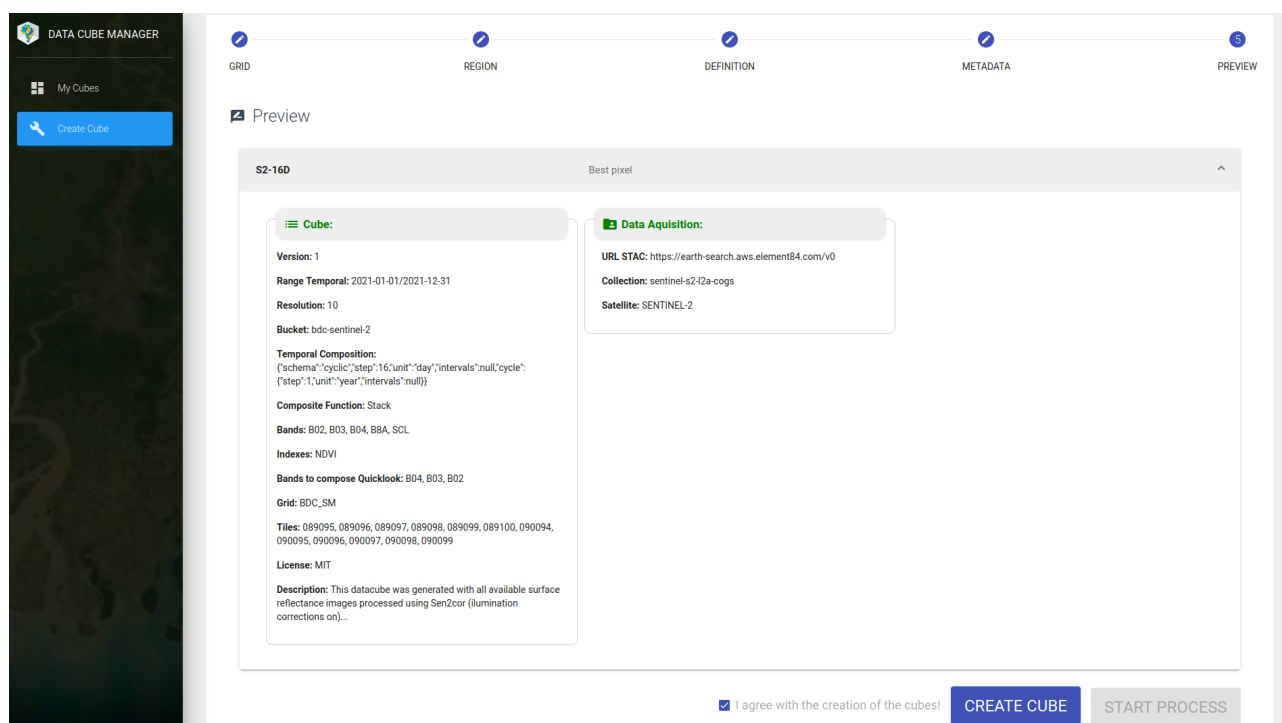 DATA CUBE MANAGER
My Cubes
Create Cube
5
GRID
REGION
DEFINITION
METADATA
PREVIEW
Preview
S2-16D
Best pixel
Cube:
Version: 1
Range Temporal: 2021-01-01/2021-12-31
Resolution: 10
Bucket: bdc-sentinel-2
Temporal Composition:
{"schema":"cyclic","step":16,"unit":"day","intervals":null,"cycle":
{"step":1,"unit":"year","intervals":null}}
Composite Function: Stack
Bands: B02, B03, B04, B8A, SCL
Indexes: NDVI
Bands to compose Quicklook: B04, B03, B02
Grid: BDC_SM
Tiles: 089095, 089096, 089097, 089098, 089099, 089100, 090094,
090095, 090096, 090097, 090098, 090099
License: MIT
Description: This datacube was generated with all available surface
reflectance images processed using Sen2cor (ilumination
corrections on)...
Data Aquisition:
URL STAC: https://earth-search.aws.element84.com/v0
Collection: sentinel-s2-l2a-cogs
Satellite: SENTINEL-2
I agree with the creation of the cubes!
CREATE CUBE
START PROCESS